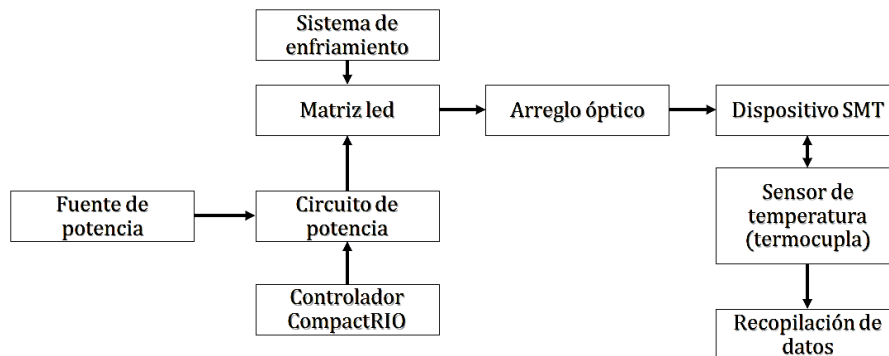 Sistema de
enfriamiento
Matriz led
Arreglo óptico
Dispositivo SMT
Fuente de
potencia
Circuito de
potencia
Sensor de
temperatura
(termocupla)
Controlador
CompactRIO
Recopilación de
datos